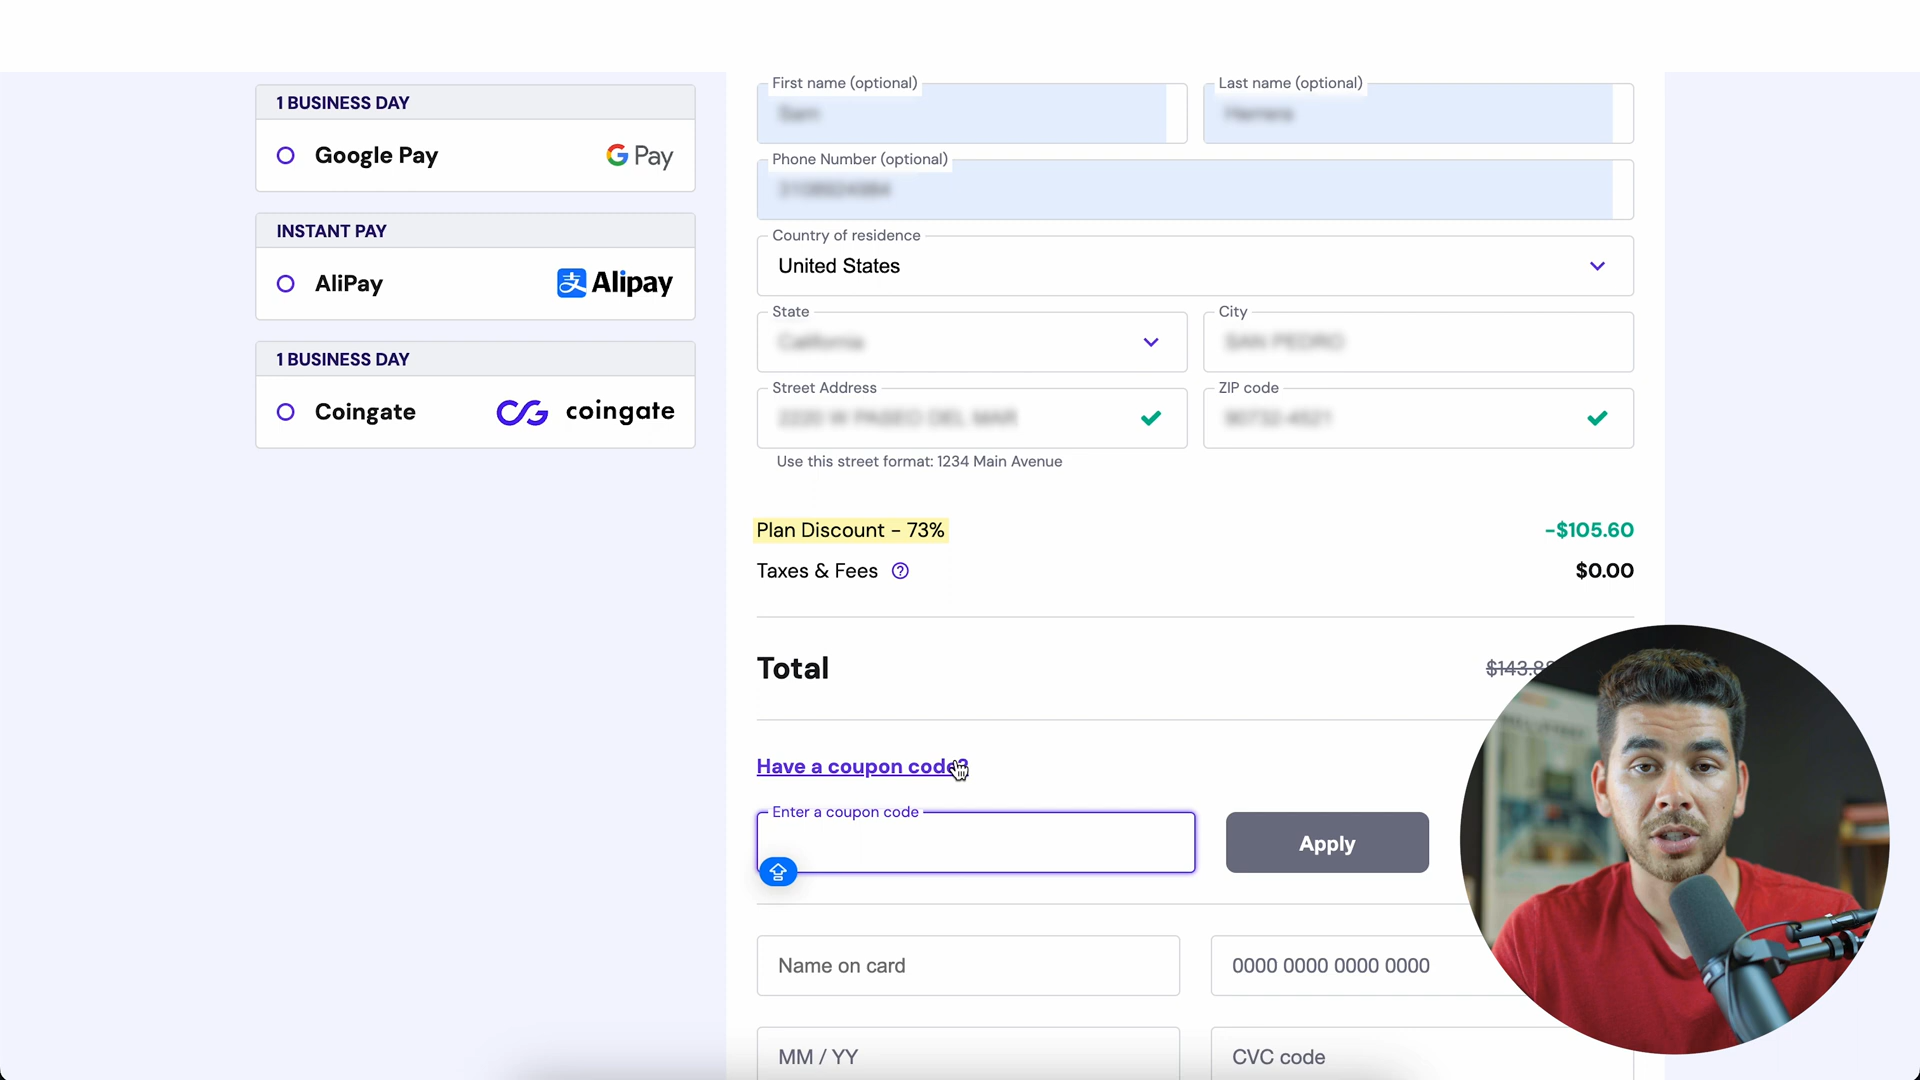 1 BUSINESS DAY
Google Pay
G Pay
INSTANT PAY
AliPay
支 Alipay
1 BUSINESS DAY
Coingate
coingate
First name (optional)
Last name (optional)
Phone Number (optional)
Country of residence
United States
State
City
Street Address
ZIP code
Use this street format: 1234 Main Avenue
Plan Discount - 73%
-$105.60
Taxes & Fees
$0.00
Total
Have a coupon code?
Enter a coupon code
Apply
Name on card
0000 0000 0000 0000
MM / YY
CVC code